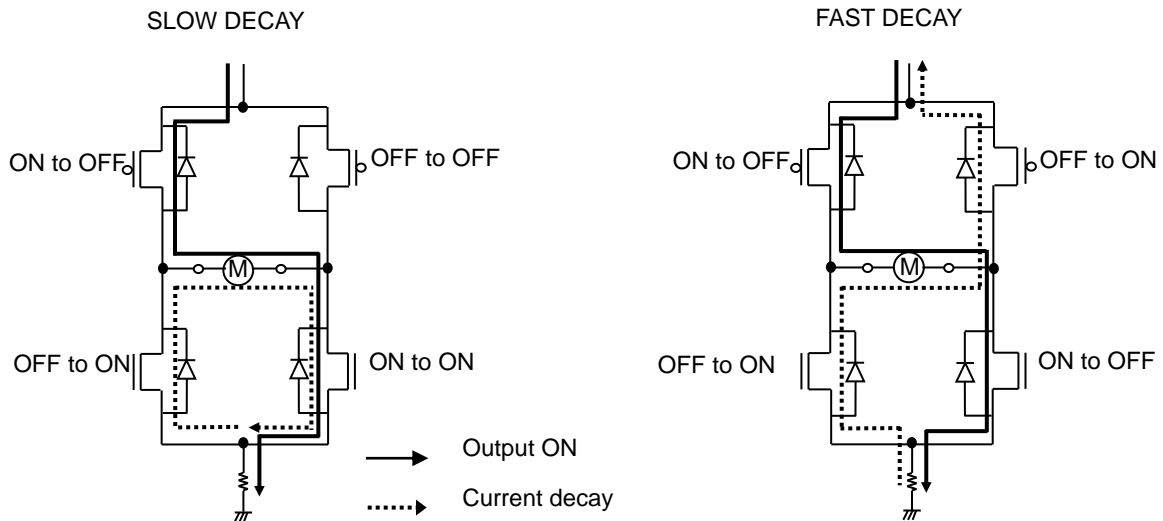 SLOW DECAY
FAST DECAY
ON to OFF
OFF to OFF
M
OFF to ON
ON to ON
ON to OFF
OFF to ON
M
OFF to ON
ON to OFF
Output ON
Current decay